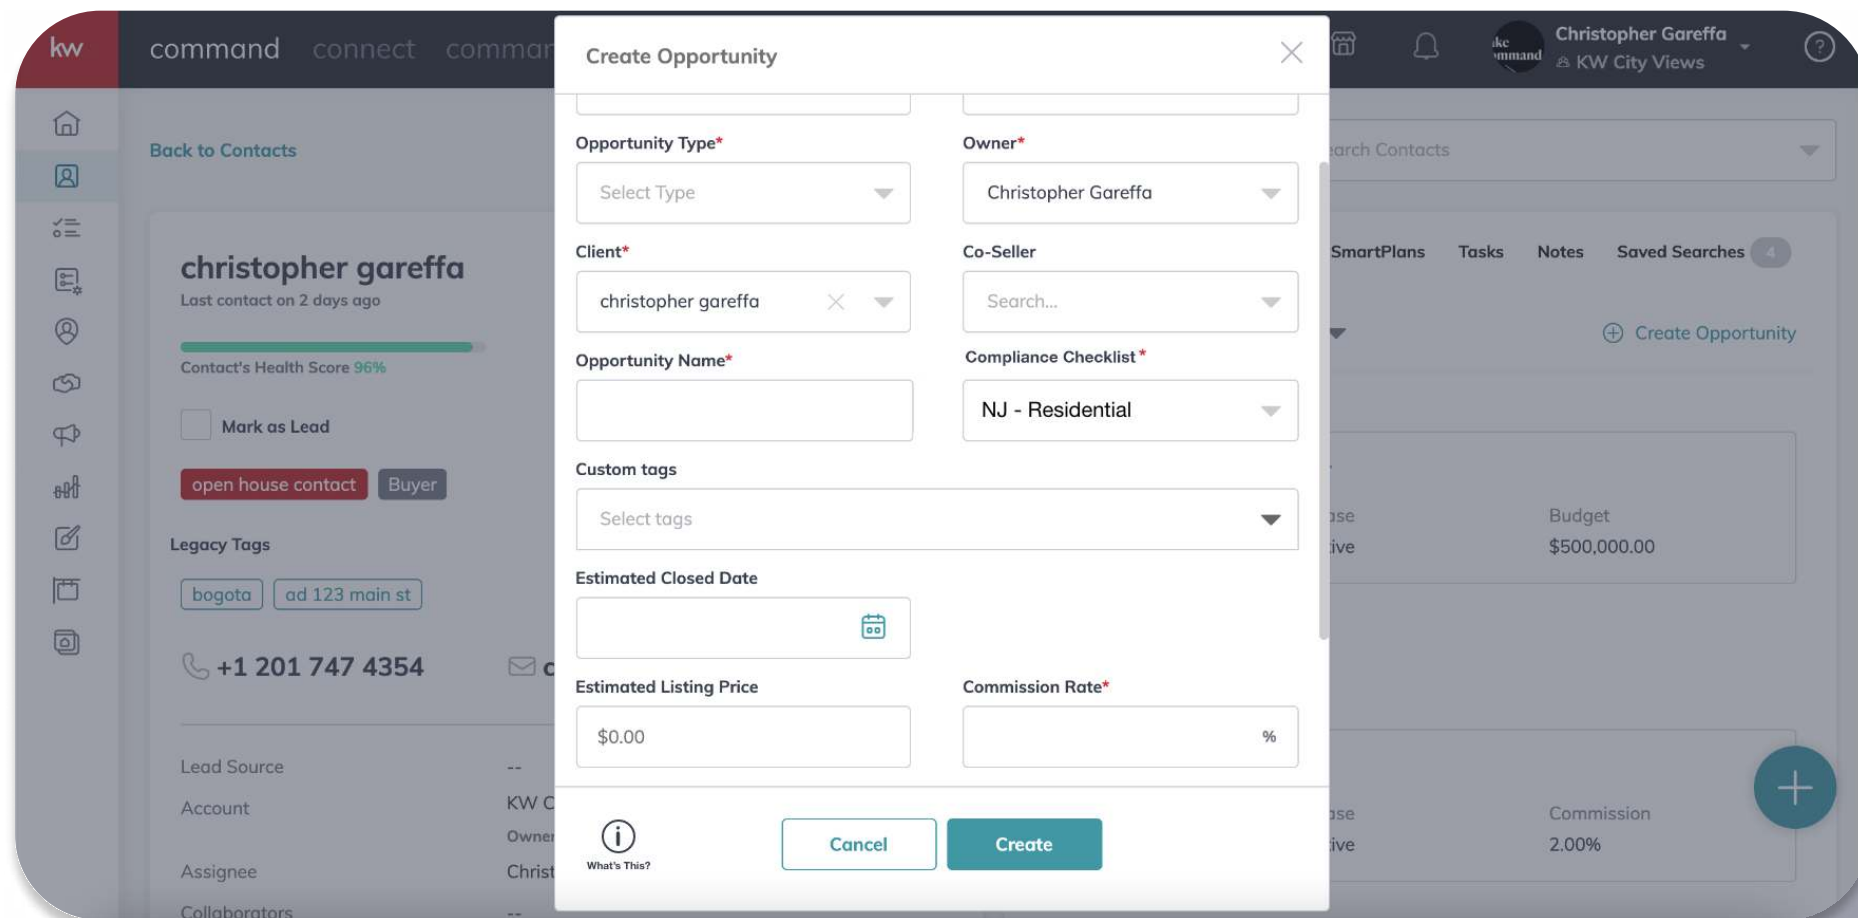 kw
command connect
Christopher Gareffa
KW City Views
Back to Contacts
christopher gareffa
Last contact on 2 days ago
Contact's Health Score 96%
Mark as Lead
open house contact Buyer
Legacy Tags
bogota ad 123 main st
+1 201 747 4354
Lead Source --
Account KW C
Owner
Assignee Christ
Collaborators --
Create Opportunity
Opportunity Type* Owner*
Select Type Christopher Gareffa
Client* Co-Seller
christopher gareffa Search...
Opportunity Name* Compliance Checklist *
NJ - Residential
Custom tags
Select tags
Estimated Closed Date
Estimated Listing Price Commission Rate*
$0.00 %
What's This?
Cancel Create
Contacts
SmartPlans Tasks Notes Saved Searches 4
Create Opportunity
Budget
$500,000.00
Commission
2.00%